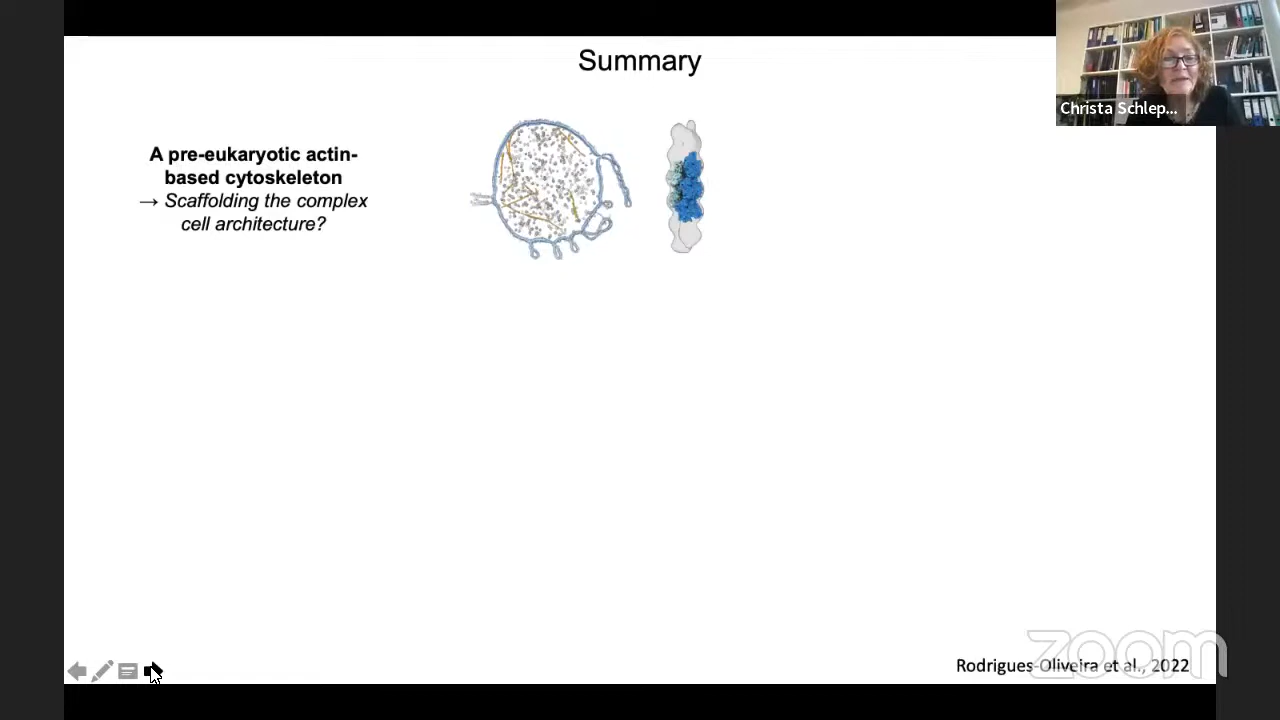 Summary
Christa Schlep...
A pre-eukaryotic actin-
based cytoskeleton
→ Scaffolding the complex
cell architecture?
Rodrigues-Oliveira et al., 2022
zoom